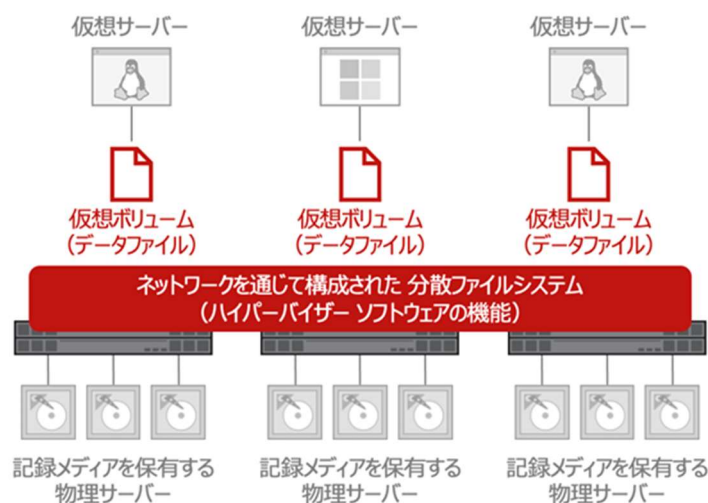 仮想サーバー 仮想サーバー 仮想サーバー
仮想ボリューム 仮想ボリューム 仮想ボリューム
(データファイル) (データファイル) (データファイル)
ネットワークを通じて構成された 分散ファイルシステム
(ハイパーバイザー ソフトウェアの機能)
記録メディアを保有する 記録メディアを保有する 記録メディアを保有する
物理サーバー 物理サーバー 物理サーバー